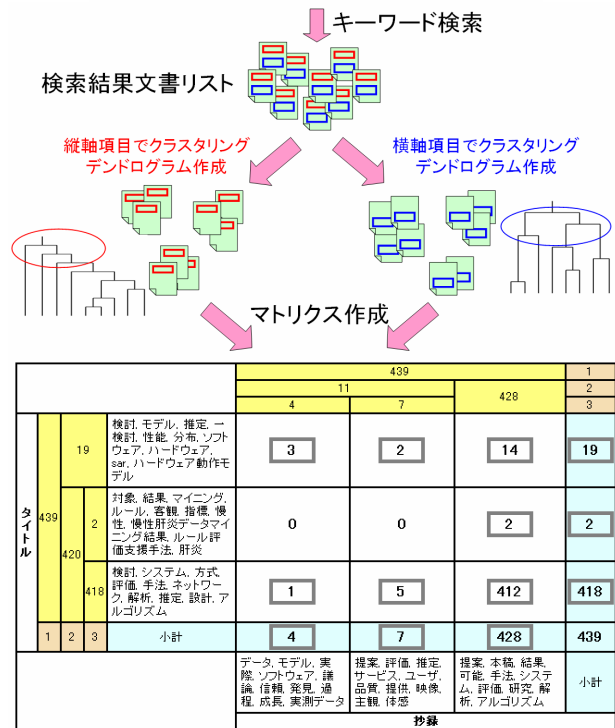 キーワード検索
検索結果文書リスト
縦軸項目でクラスタリング
デンドログラム作成
横軸項目でクラスタリング
デンドログラム作成
マトリクス作成
439 1
11 428 2
4 7 3
タイトル
439
19
検討, モデル, 推定, 一
検討, 性能, 分布, ソフト
ウェア, ハードウェア,
sar, ハードウェア動作モ
デル
3 2 14 19
420
2
対象, 結果, マイニング,
ルール, 客観, 指標, 慢
性, 慢性肝炎データマイ
ニング結果, ルール評
価支援手法, 肝炎
0 0 2 2
418
検討, システム, 方式,
評価, 手法, ネットワー
ク, 解析, 推定, 設計, ア
ルゴリズム
1 5 412 418
1 2 3 小計 4 7 428 439
データ, モデル, 実
際, ソフトウェア, 議
論, 信頼, 発見, 過
程, 成長, 実測データ
提案, 評価, 推定,
サービス, ユーザ,
品質, 提供, 映像,
主観, 体感
提案, 本稿, 結果,
可能, 手法, システ
ム, 評価, 研究, 解
析, アルゴリズム
小計
抄録